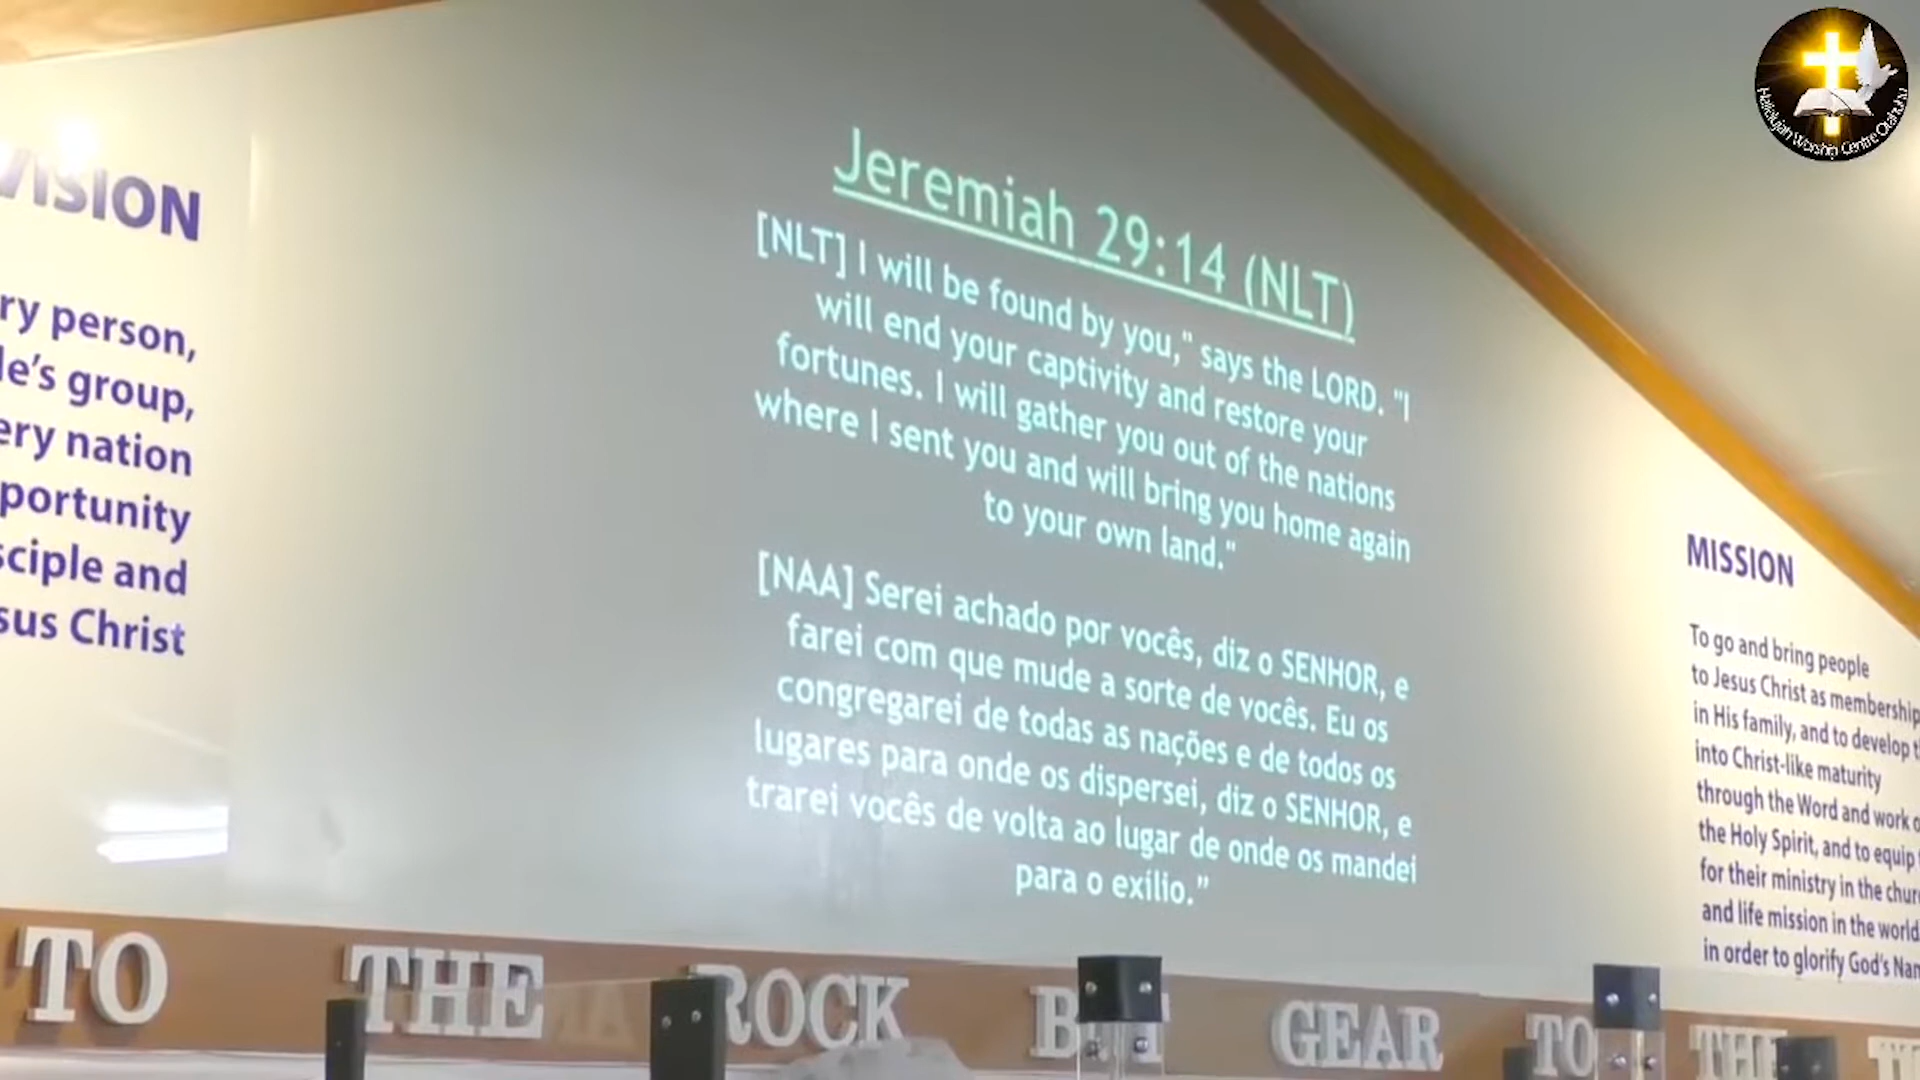 VISION
ry person,
le's group,
ery nation
portunity
sciple and
sus Christ
Jeremiah 29:14 (NLT)
[NLT] I will be found by you," says the LORD. "I
will end your captivity and restore your
fortunes. I will gather you out of the nations
where I sent you and will bring you home again
to your own land."
[NAA] Serei achado por vocês, diz o SENHOR, e
farei com que mude a sorte de vocês. Eu os
congregarei de todas as nações e de todos os
lugares para onde os dispersei, diz o SENHOR, e
trarei vocês de volta ao lugar de onde os mandei
para o exílio.”
MISSION
To go and bring people
to Jesus Christ as membership
in His family, and to develop t
into Christ-like maturity
through the Word and work o
the Holy Spirit, and to equip
for their ministry in the chur
and life mission in the world
in order to glorify God's Nam
TO THE ROCK GEAR TO THE
Hallelujah Worship Centre Otahuhu